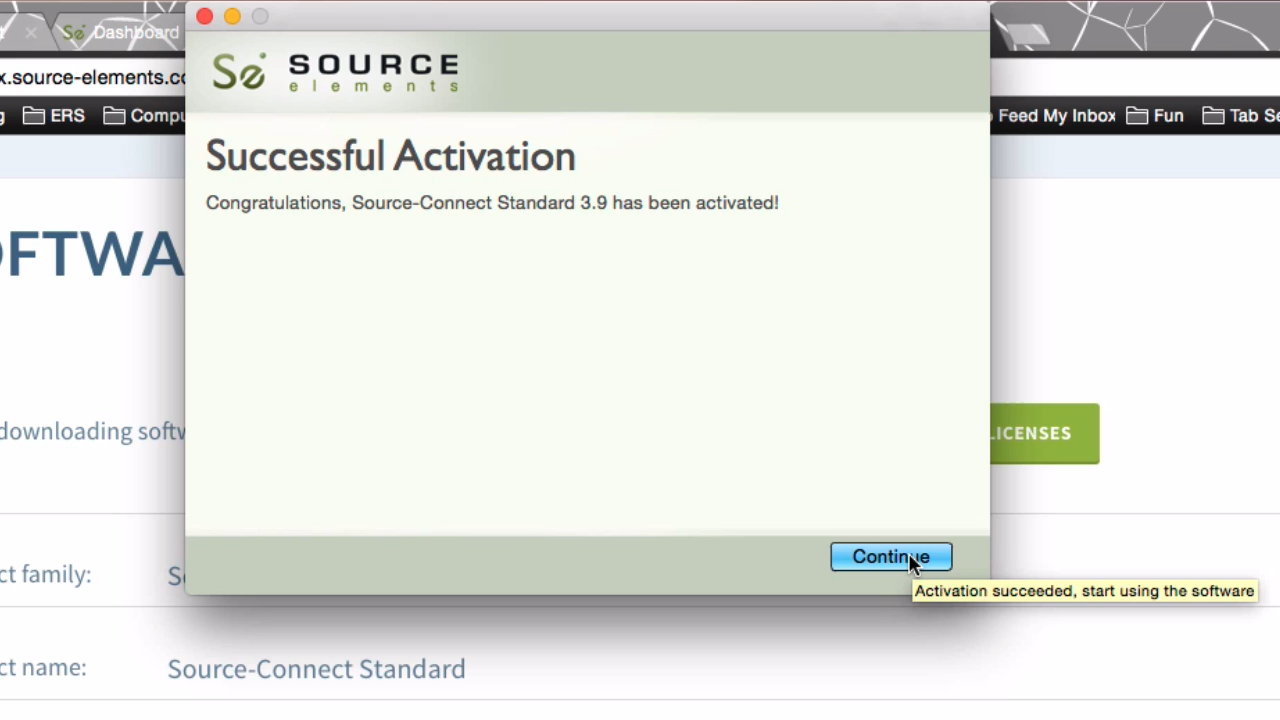 Dashboard
SOURCE
elements
x.source-elements.co
ERS
Compu
Feed My Inbox
Fun
Tab Se
Successful Activation
Congratulations, Source-Connect Standard 3.9 has been activated!
OFTWA
downloading softw
LICENSES
Continue
Activation succeeded, start using the software
ct family:
ct name:
Source-Connect Standard